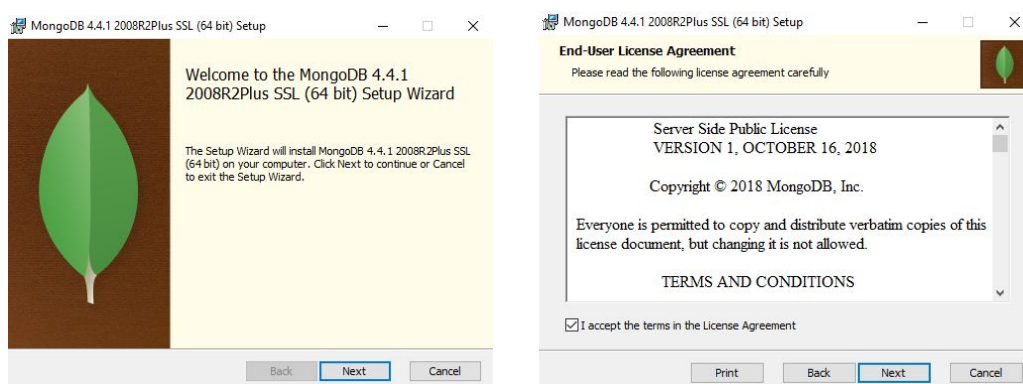 MongoDB 4.4.1 2008R2Plus SSL (64 bit) Setup
Welcome to the MongoDB 4.4.1
2008R2Plus SSL (64 bit) Setup Wizard
The Setup Wizard will install MongoDB 4.4.1 2008R2Plus SSL
(64 bit) on your computer. Click Next to continue or Cancel
to exit the Setup Wizard.
Back Next Cancel
MongoDB 4.4.1 2008R2Plus SSL (64 bit) Setup
End-User License Agreement
Please read the following license agreement carefully
Server Side Public License
VERSION 1, OCTOBER 16, 2018
Copyright © 2018 MongoDB, Inc.
Everyone is permitted to copy and distribute verbatim copies of this
license document, but changing it is not allowed.
TERMS AND CONDITIONS
I accept the terms in the License Agreement
Print Back Next Cancel